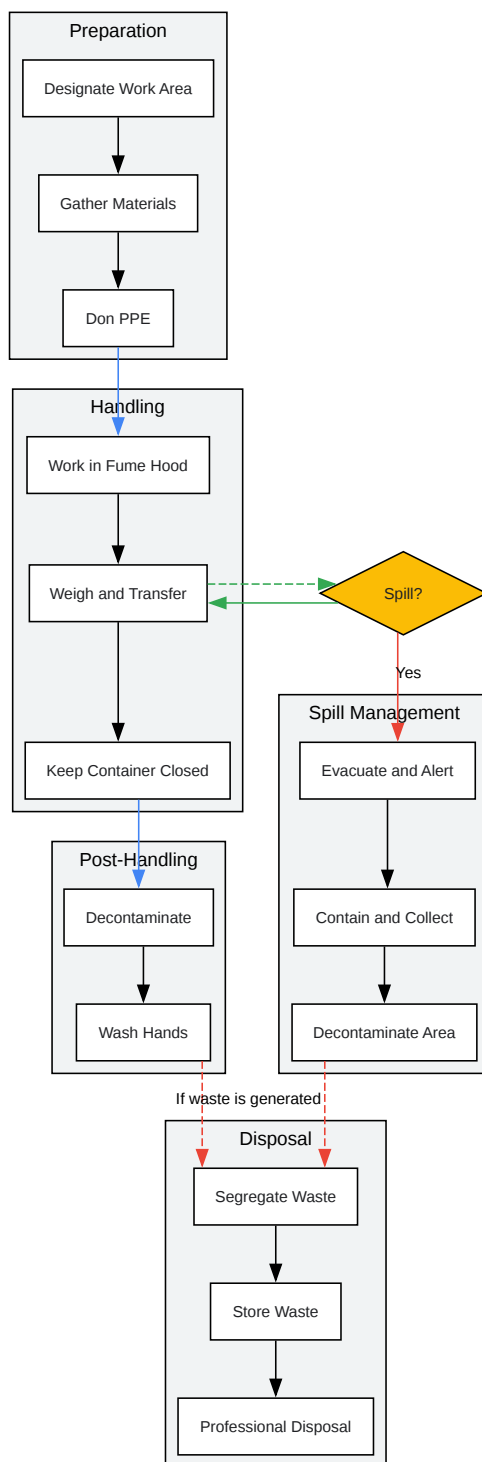 Preparation
Designate Work Area
Gather Materials
Don PPE
Handling
Work in Fume Hood
Weigh and Transfer
Spill?
Yes
Keep Container Closed
Spill Management
Evacuate and Alert
Contain and Collect
Decontaminate Area
Post-Handling
Decontaminate
Wash Hands
If waste is generated
Disposal
Segregate Waste
Store Waste
Professional Disposal